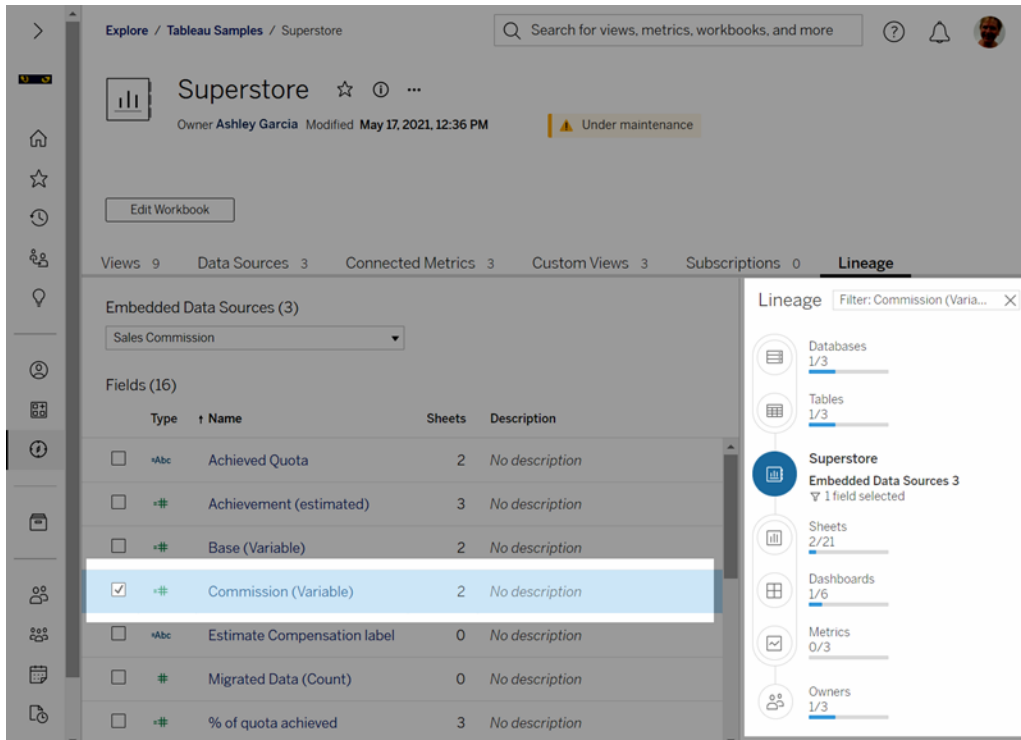 Explore / Tableau Samples / Superstore
Search for views, metrics, workbooks, and more
Superstore
Owner Ashley Garcia Modified May 17, 2021, 12:36 PM
Under maintenance
Edit Workbook
Views 9 Data Sources 3 Connected Metrics 3 Custom Views 3 Subscriptions 0 Lineage
Embedded Data Sources (3)
Sales Commission
Fields (16)
Type ↑ Name Sheets Description
=Abc Achieved Quota 2 No description
=# Achievement (estimated) 3 No description
=# Base (Variable) 2 No description
=# Commission (Variable) 2 No description
=Abc Estimate Compensation label 0 No description
# Migrated Data (Count) 0 No description
=# % of quota achieved 3 No description
Lineage Filter: Commission (Varia...
Databases
1/3
Tables
1/3
Superstore
Embedded Data Sources 3
1 field selected
Sheets
2/21
Dashboards
1/6
Metrics
0/3
Owners
1/3